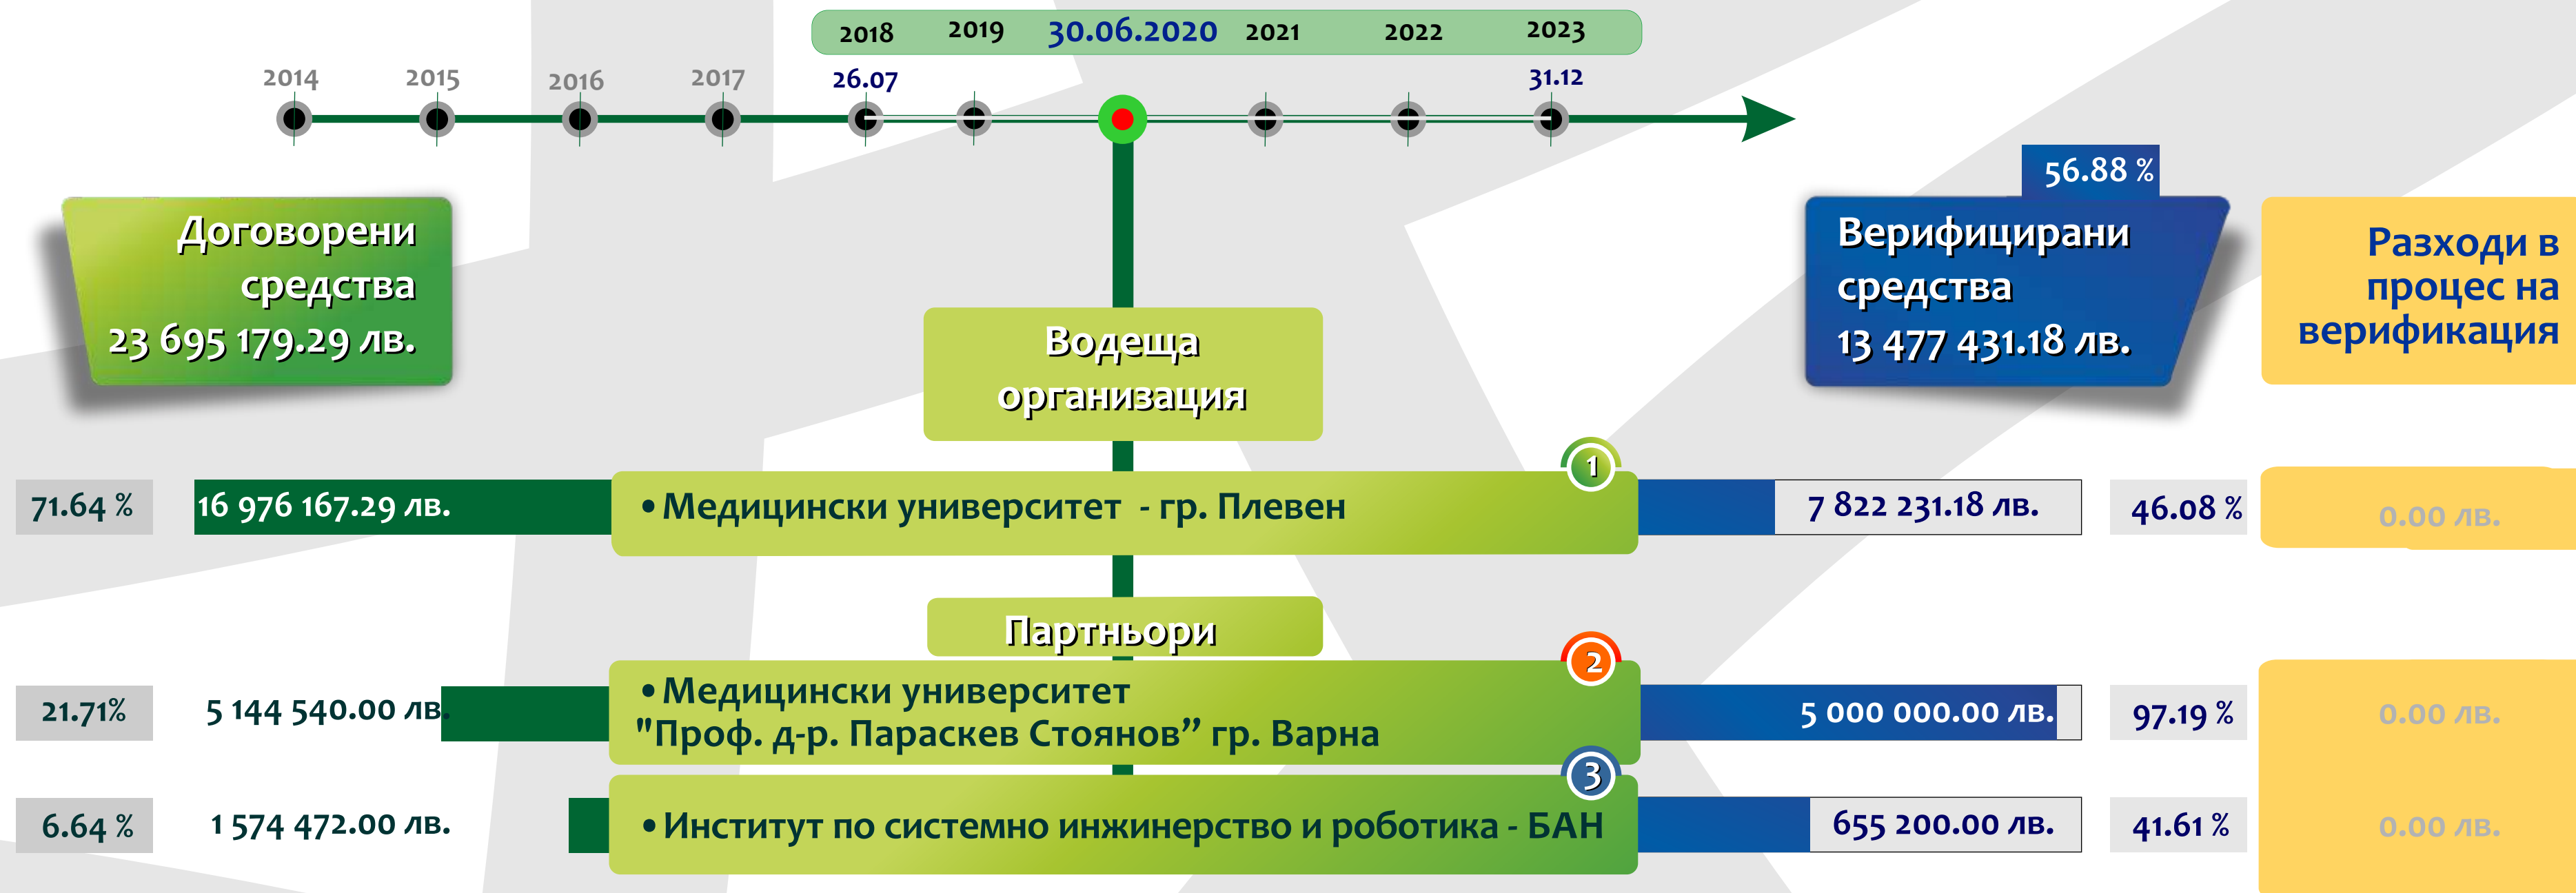 2018 2019 30.06.2020 2021 2022 2023
2014 2015 2016 2017 26.07 31.12
56.88 %
Договорени
средства
23 695 179.29 лв.
Верифицирани
средства
13 477 431.18 лв.
Разходи в
процес на
верификация
Водеща
организация
1
71.64 % 16 976 167.29 лв. •Медицински университет - гр. Плевен 7 822 231.18 лв. 46.08 % 0.00 лв.
Партньори
2
21.71% 5 144 540.00 лв. •Медицински университет
"Проф. д-р. Параскев Стоянов” гр. Варна 5 000 000.00 лв. 97.19 % 0.00 лв.
3
6.64 % 1 574 472.00 лв. •Институт по системно инжинерство и роботика - БАН 655 200.00 лв. 41.61 % 0.00 лв.